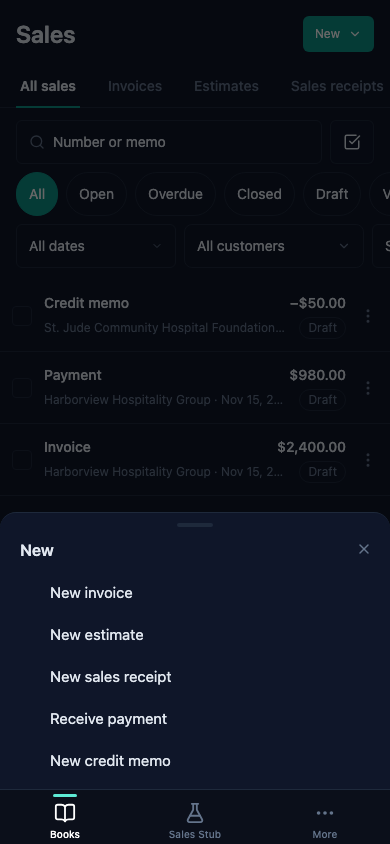 Sales
New
All sales Invoices Estimates Sales receipts
Number or memo
All Open Overdue Closed Draft V
All dates All customers S
Credit memo –$50.00
St. Jude Community Hospital Foundation... Draft
Payment $980.00
Harborview Hospitality Group · Nov 15, 2... Draft
Invoice $2,400.00
Harborview Hospitality Group · Nov 15, 2... Draft
New
New invoice
New estimate
New sales receipt
Receive payment
New credit memo
Books Sales Stub More